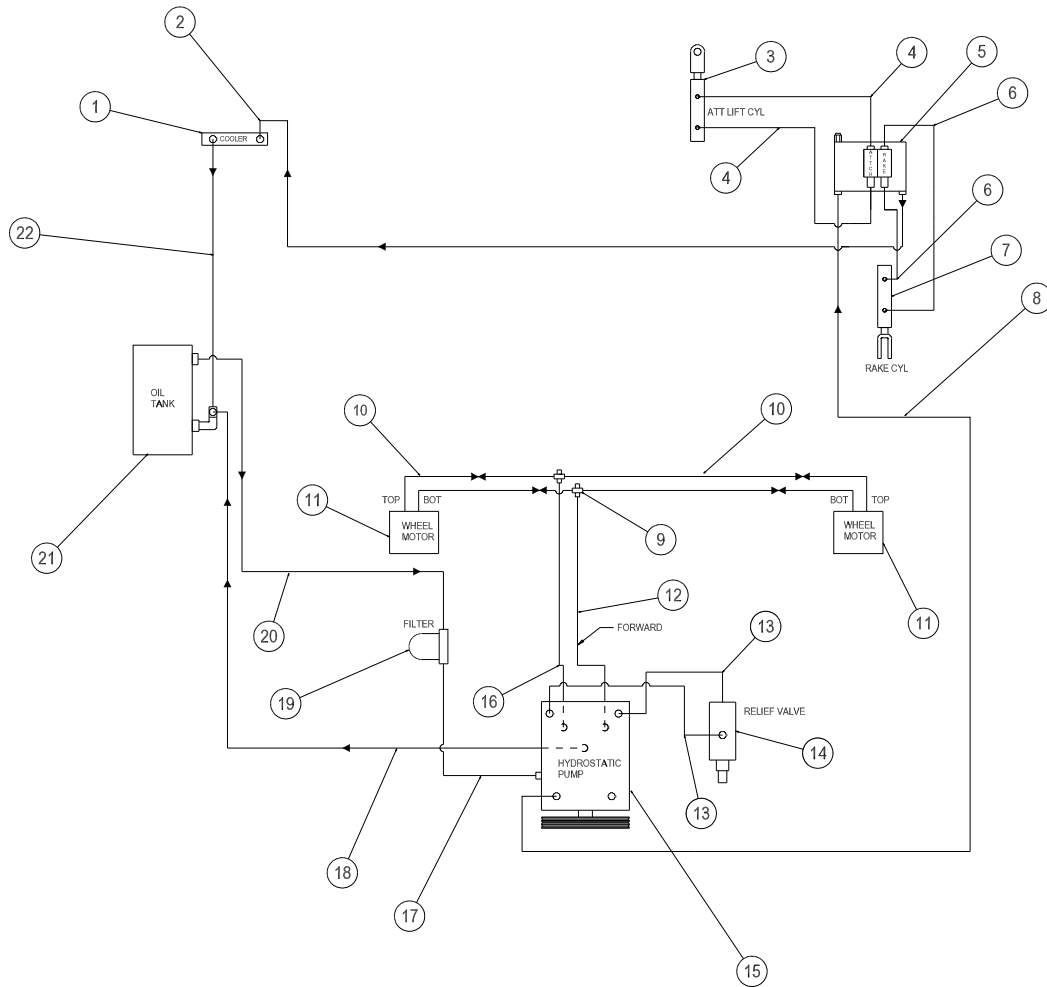 2
3
4
5
6
1
COOLER
ATT LIFT CYL
ATTCH
RAKE
4
6
22
7
8
RAKE CYL
OIL
TANK
10
10
TOP
BOT
BOT
TOP
11
WHEEL
MOTOR
9
WHEEL
MOTOR
21
12
11
20
FILTER
FORWARD
13
19
16
RELIEF VALVE
14
HYDROSTATIC
PUMP
13
18
17
15